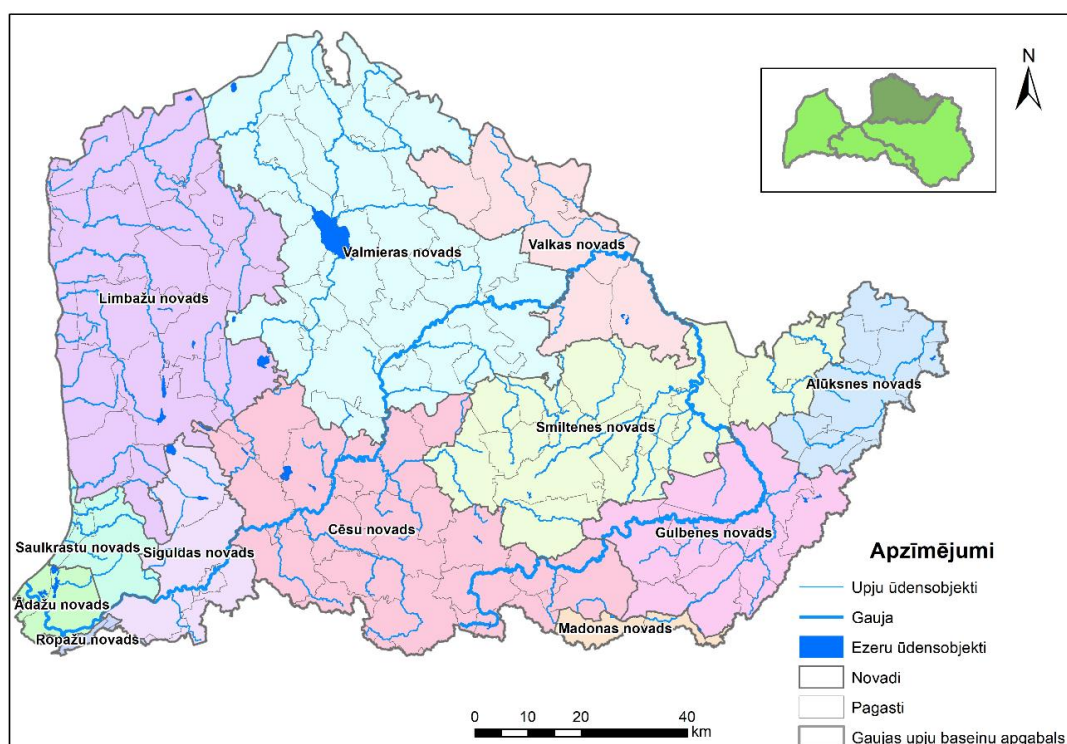 N
Valkas novads
Valmieras novads
Limbažu novads
Alūksnes novads
Smiltenes novads
Cēsu novads
Gulbenes novads
Saulkrastu novads
Siguldas novads
Ādažu novads
Ropažu novads
Madonas novads
Apzīmējumi
Upju ūdensobjekti
Gauja
Ezeru ūdensobjekti
Novadi
Pagasti
Gaujas upju baseinu apgabals
0 5 10 20 30 40
km